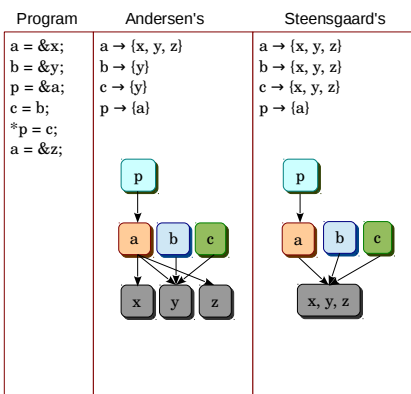 Program
a = &x;
b = &y;
p = &a;
c = b;
*p = c;
a = &z;
Andersen's
a → {x, y, z}
b → {y}
c → {y}
p → {a}
p
a b c
x y z
Steensgaard's
a → {x, y, z}
b → {x, y, z}
c → {x, y, z}
p → {a}
p
a b c
x, y, z